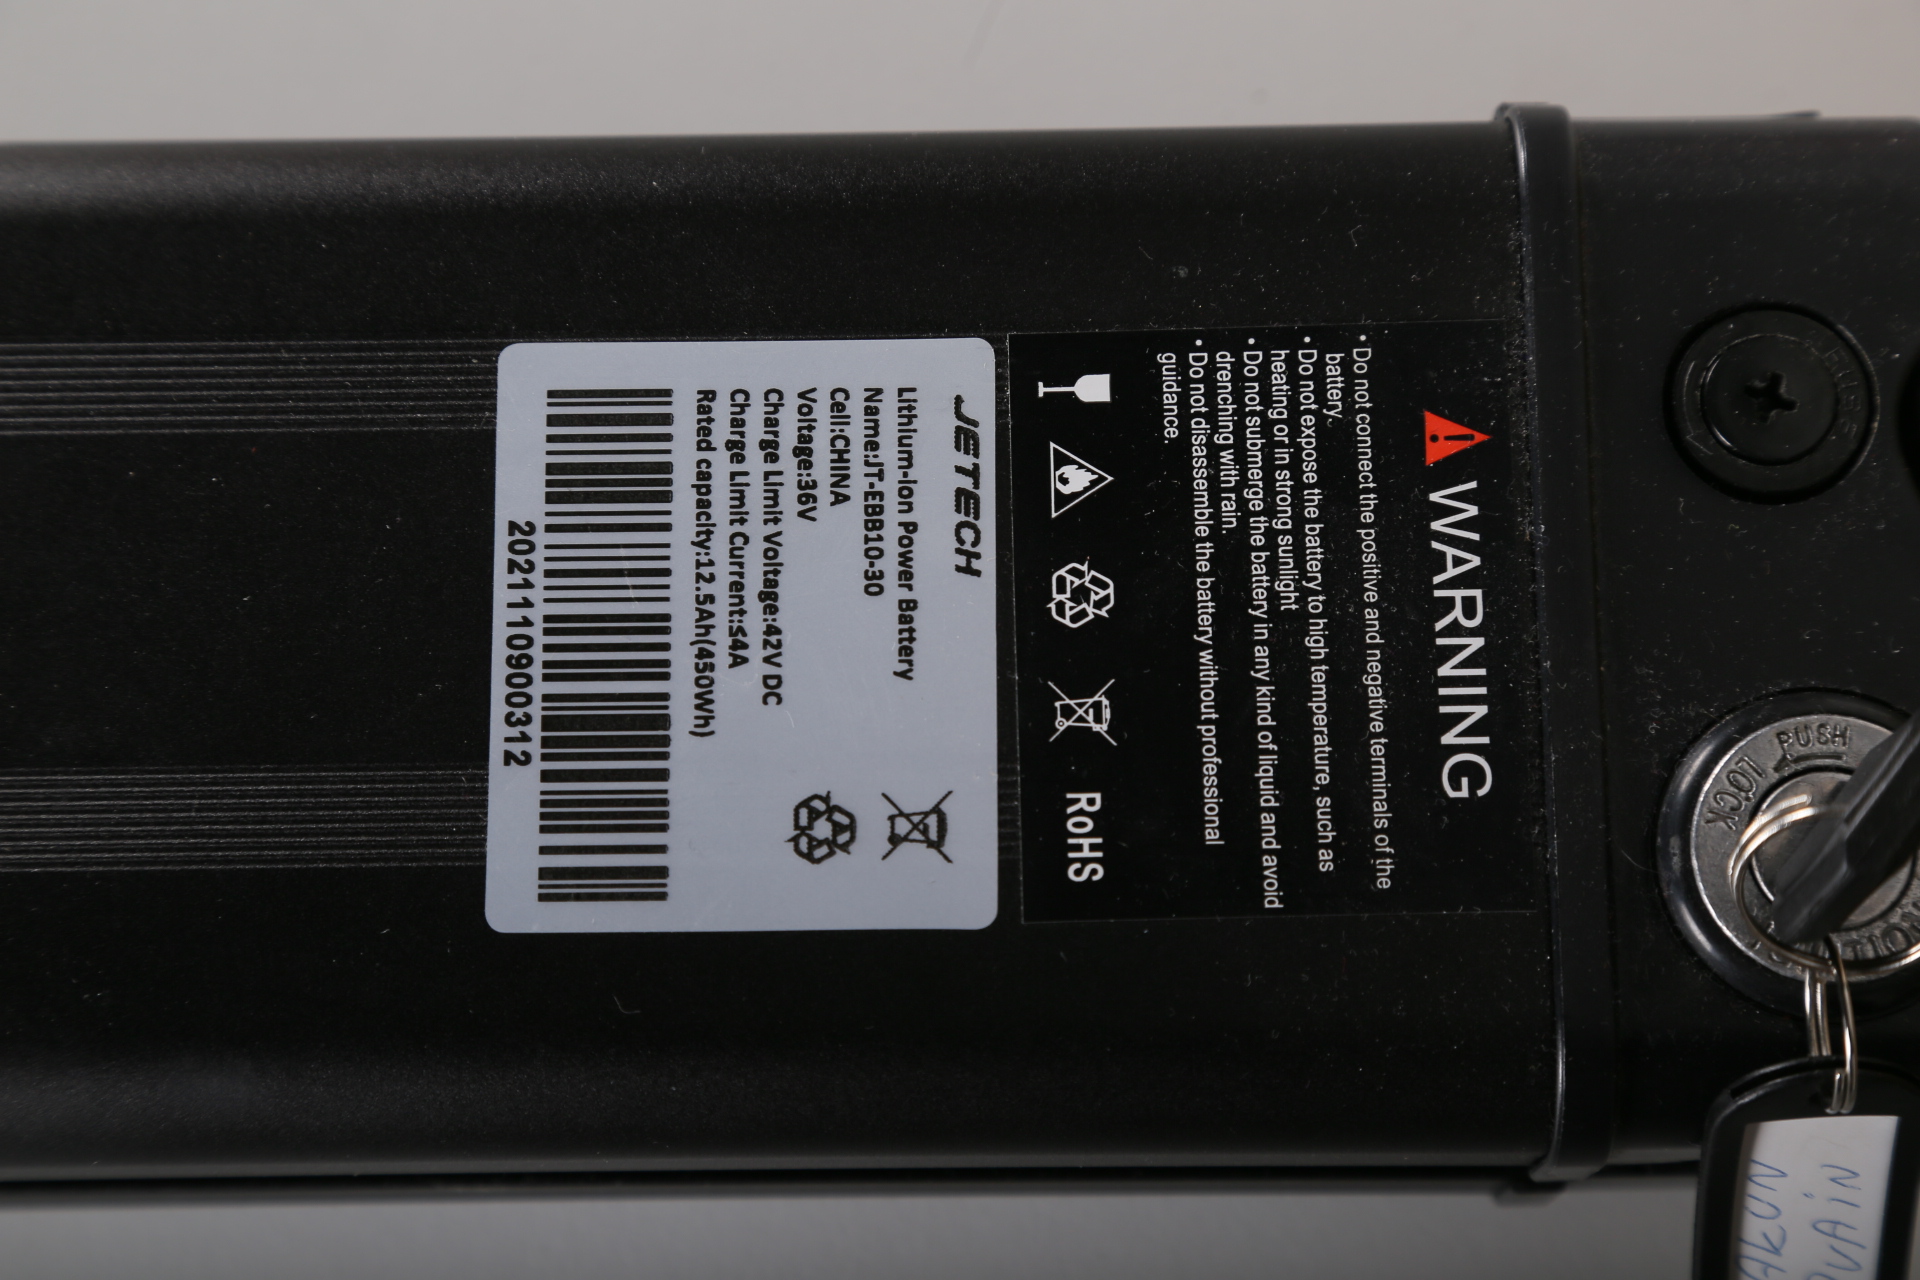 WARNING
• Do not connect the positive and negative terminals of the
battery.
• Do not expose the battery to high temperature, such as
heating or in strong sunlight
• Do not submerge the battery in any kind of liquid and avoid
drenching with rain.
• Do not disassemble the battery without professional
guidance.
RoHS
JETECH
Lithium-Ion Power Battery
Name:JT-EBB10-30
Cell:CHINA
Voltage:36V
Charge Limit Voltage:42V DC
Charge Limit Current:≤4A
Rated capacity:12.5Ah(450Wh)
2021110900312
PUSH
LOCK
AKUN